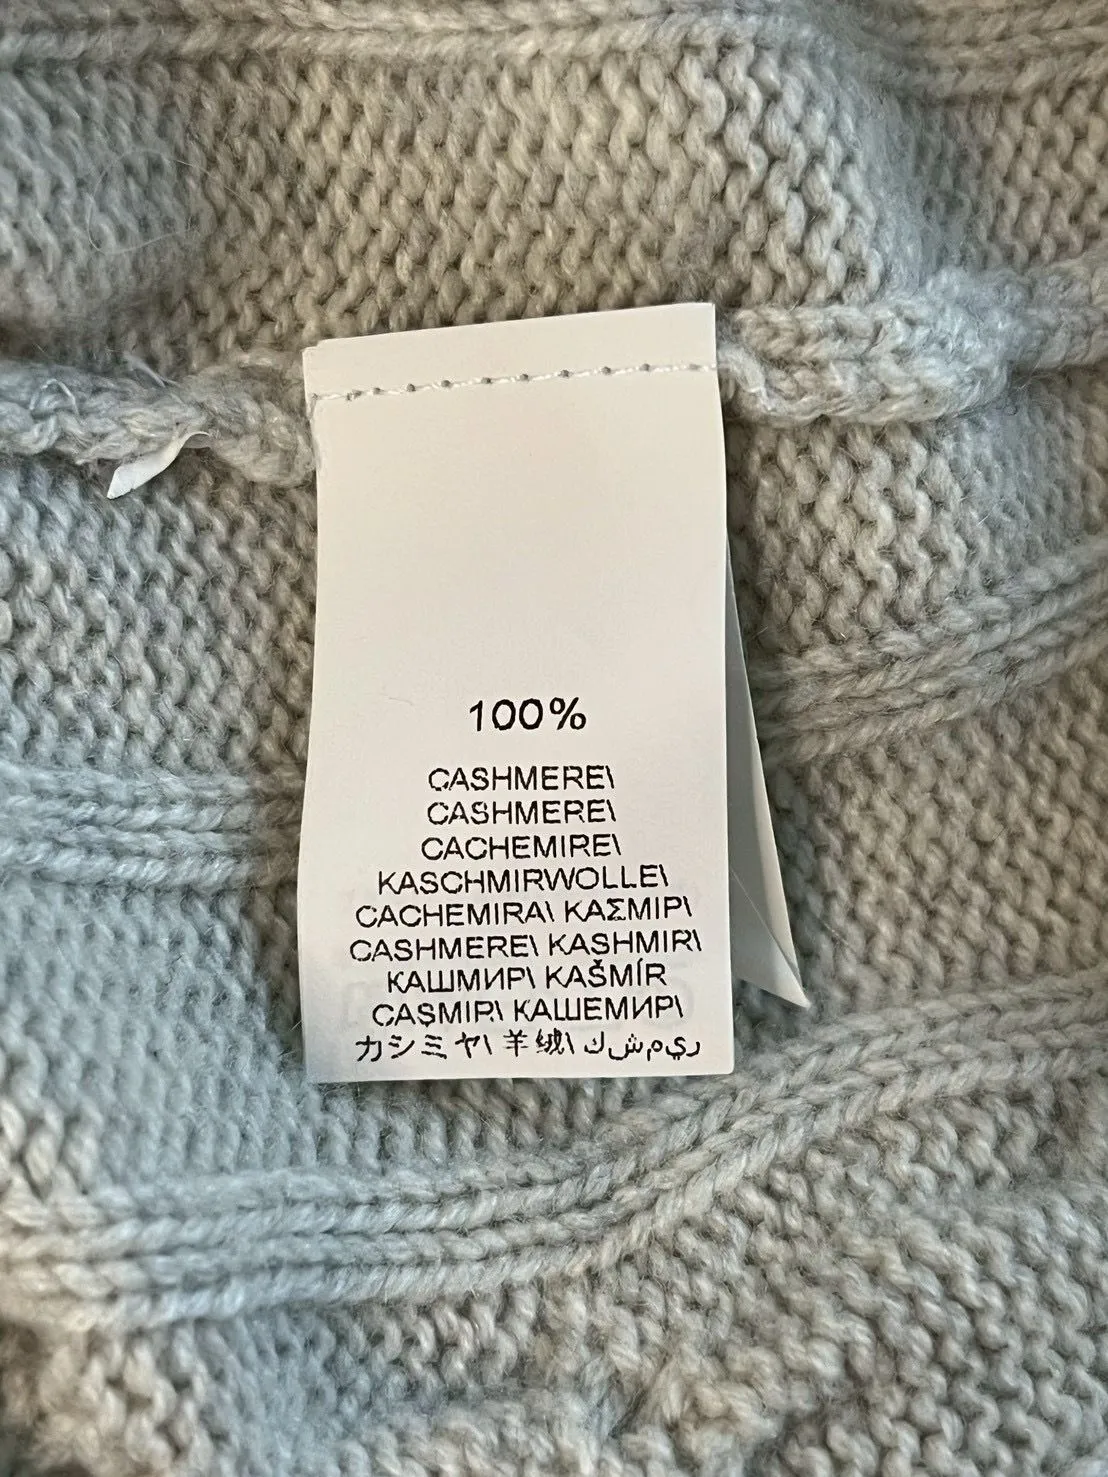 100%
CASHMERE\
CASHMERE\
CACHEMIRE\
KASCHMIRWOLLE\
CACHEMIRA\ ΚΑΣΜΙΡ\
CASHMERE\ KASHMIR\
КАШМИР\ KAŠMÍR
CAŞMIR\ КАШЕМИР\
カシミヤ\ 羊绒\ كشمري